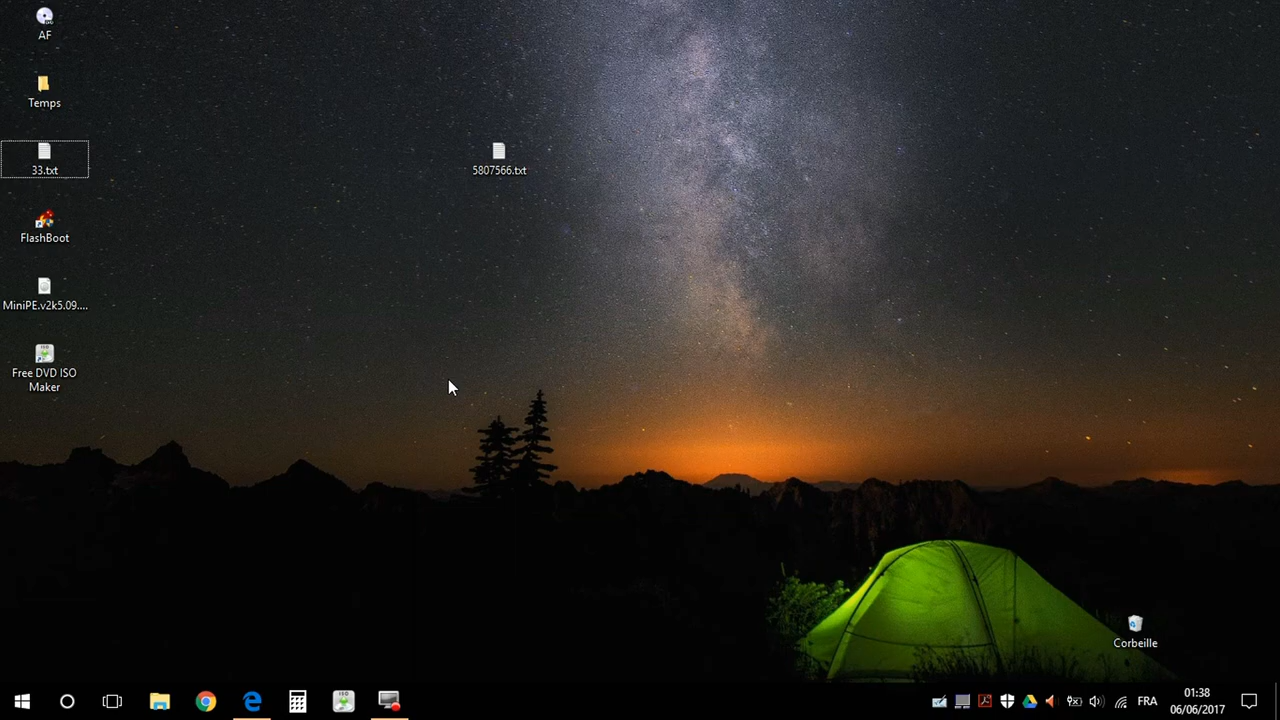 AF
Temps
33.txt
5807566.txt
FlashBoot
MiniPE.v2k5.09....
Free DVD ISO
Maker
Corbeille
ISO
FRA
01:38
06/06/2017